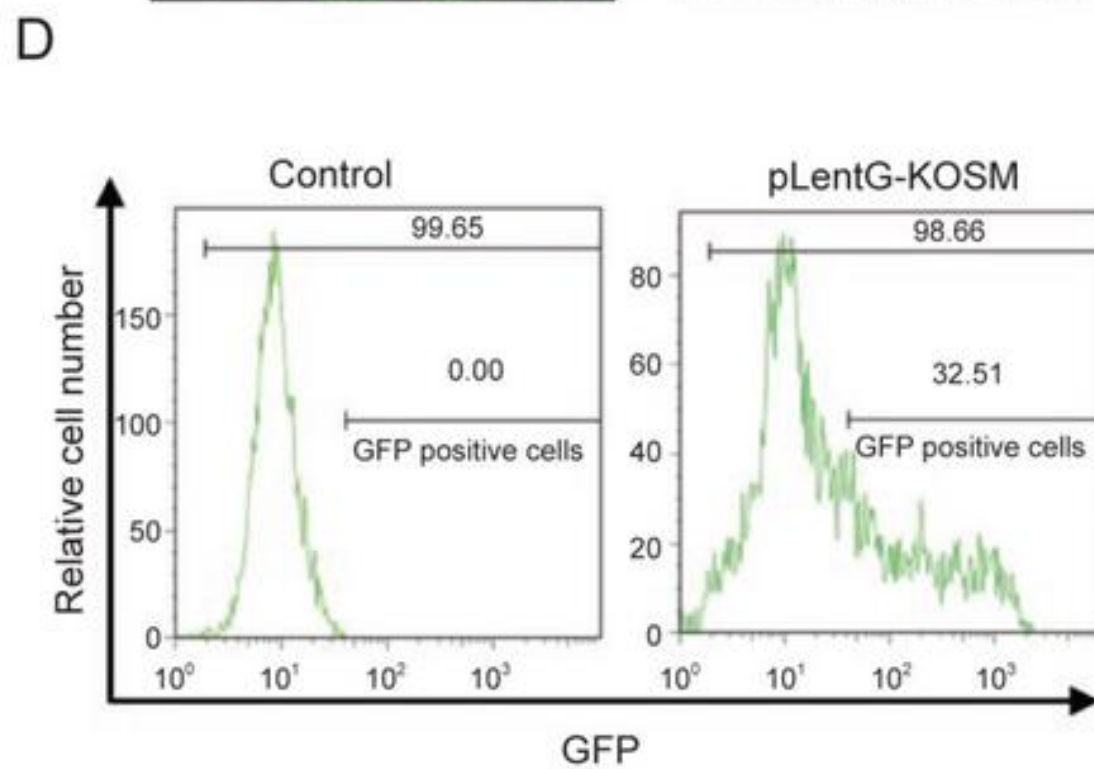 D
Control
pLentG-KOSM
Relative cell number
99.65
150
0.00
100
GFP positive cells
50
0
10⁰ 10¹ 10² 10³
98.66
80
60
32.51
40
GFP positive cells
20
0
10⁰ 10¹ 10² 10³
GFP